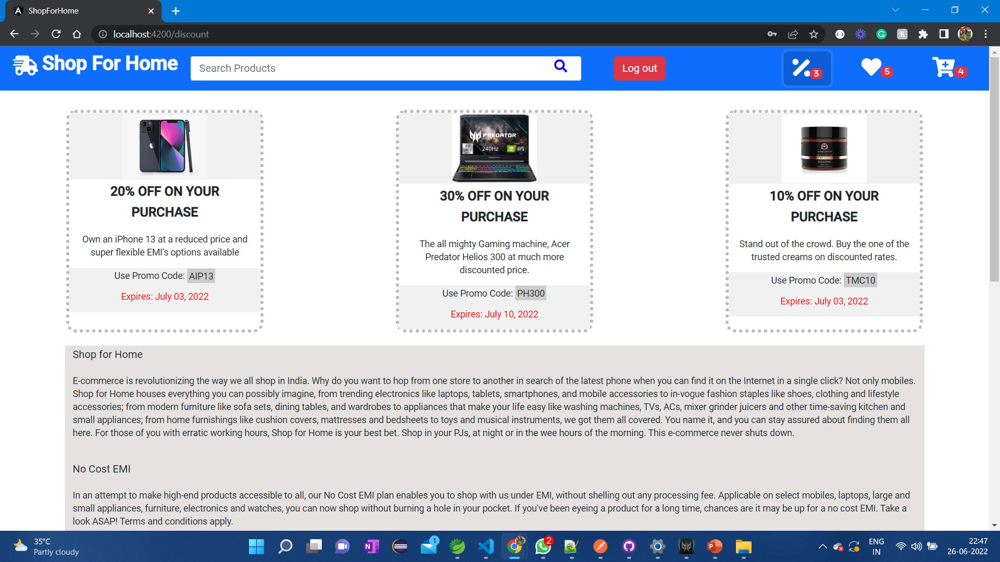 ShopForHome
localhost:4200/discount
Shop For Home
Search Products
Log out
3
5
4
PREDATOR
240Hz
RTX
20% OFF ON YOUR
PURCHASE
Own an iPhone 13 at a reduced price and
super flexible EMI's options available
Use Promo Code: AIP13
Expires: July 03, 2022
30% OFF ON YOUR
PURCHASE
The all mighty Gaming machine, Acer
Predator Helios 300 at much more
discounted price.
Use Promo Code: PH300
Expires: July 10, 2022
10% OFF ON YOUR
PURCHASE
Stand out of the crowd. Buy the one of the
trusted creams on discounted rates.
Use Promo Code: TMC10
Expires: July 03, 2022
Shop for Home
E-commerce is revolutionizing the way we all shop in India. Why do you want to hop from one store to another in search of the latest phone when you can find it on the Internet in a single click? Not only mobiles.
Shop for Home houses everything you can possibly imagine, from trending electronics like laptops, tablets, smartphones, and mobile accessories to in-vogue fashion staples like shoes, clothing and lifestyle
accessories; from modern furniture like sofa sets, dining tables, and wardrobes to appliances that make your life easy like washing machines, TVs, ACs, mixer grinder juicers and other time-saving kitchen and
small appliances; from home furnishings like cushion covers, mattresses and bedsheets to toys and musical instruments, we got them all covered. You name it, and you can stay assured about finding them all
here. For those of you with erratic working hours, Shop for Home is your best bet. Shop in your PJs, at night or in the wee hours of the morning. This e-commerce never shuts down.
No Cost EMI
In an attempt to make high-end products accessible to all, our No Cost EMI plan enables you to shop with us under EMI, without shelling out any processing fee. Applicable on select mobiles, laptops, large and
small appliances, furniture, electronics and watches, you can now shop without burning a hole in your pocket. If you've been eyeing a product for a long time, chances are it may be up for a no cost EMI. Take a
look ASAP! Terms and conditions apply.
35°C
Partly cloudy
1
2
ENG
IN
22:47
26-06-2022